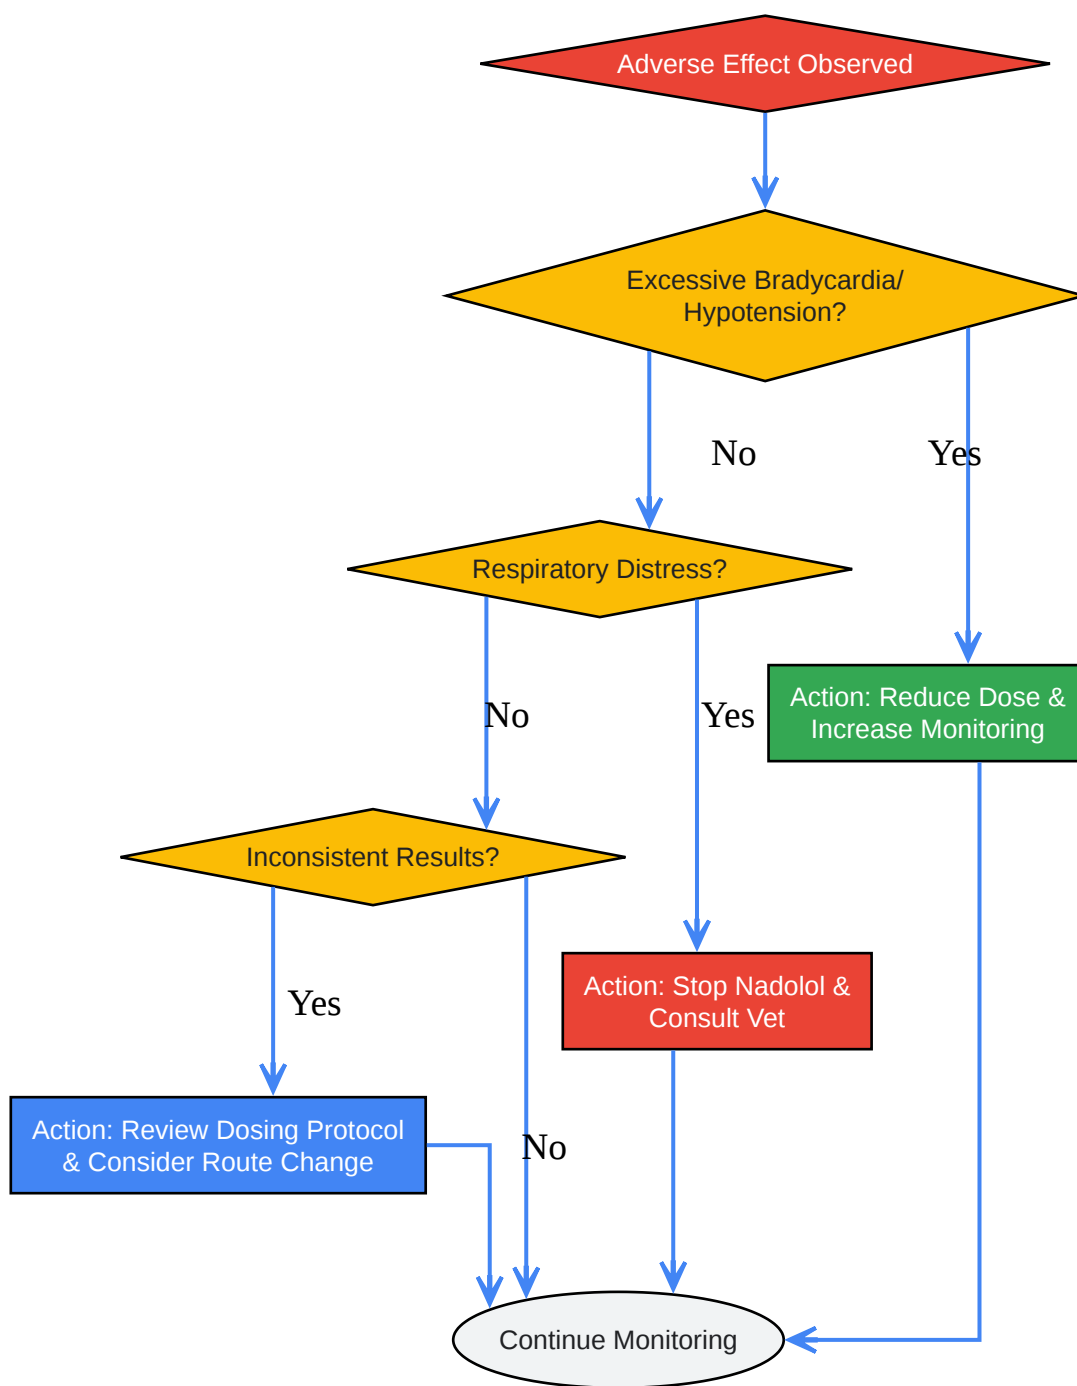 Adverse Effect Observed
Excessive Bradycardia/
Hypotension?
No
Yes
Respiratory Distress?
No
Yes
Action: Reduce Dose &
Increase Monitoring
Inconsistent Results?
Action: Stop Nadolol &
Consult Vet
Yes
Action: Review Dosing Protocol
& Consider Route Change
No
Continue Monitoring